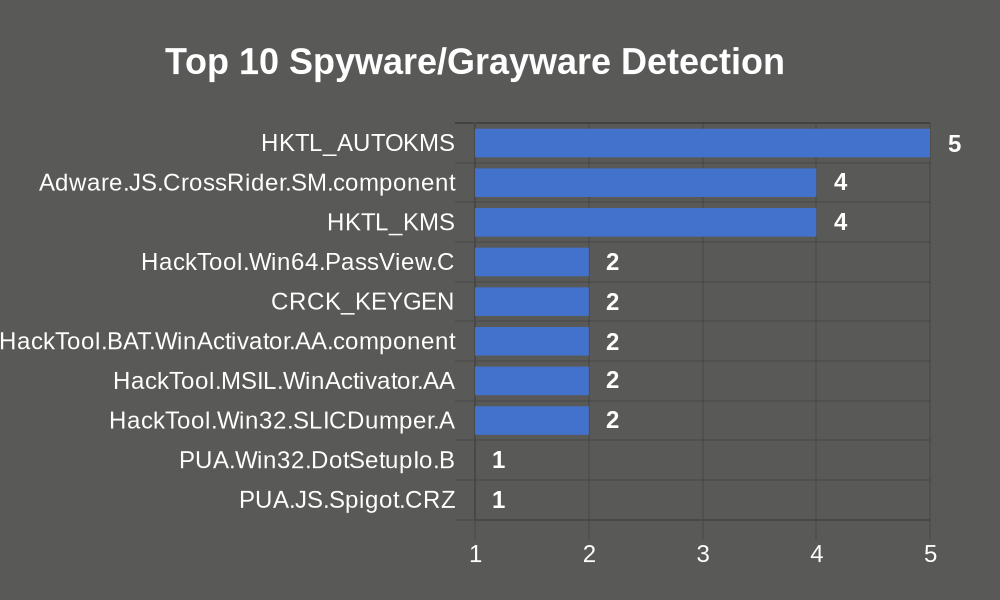 Top 10 Spyware/Grayware Detection
HKTL_AUTOKMS 5
Adware.JS.CrossRider.SM.component 4
HKTL_KMS 4
HackTool.Win64.PassView.C 2
CRCK_KEYGEN 2
HackTool.BAT.WinActivator.AA.component 2
HackTool.MSIL.WinActivator.AA 2
HackTool.Win32.SLICDumper.A 2
PUA.Win32.DotSetupIo.B 1
PUA.JS.Spigot.CRZ 1
1 2 3 4 5